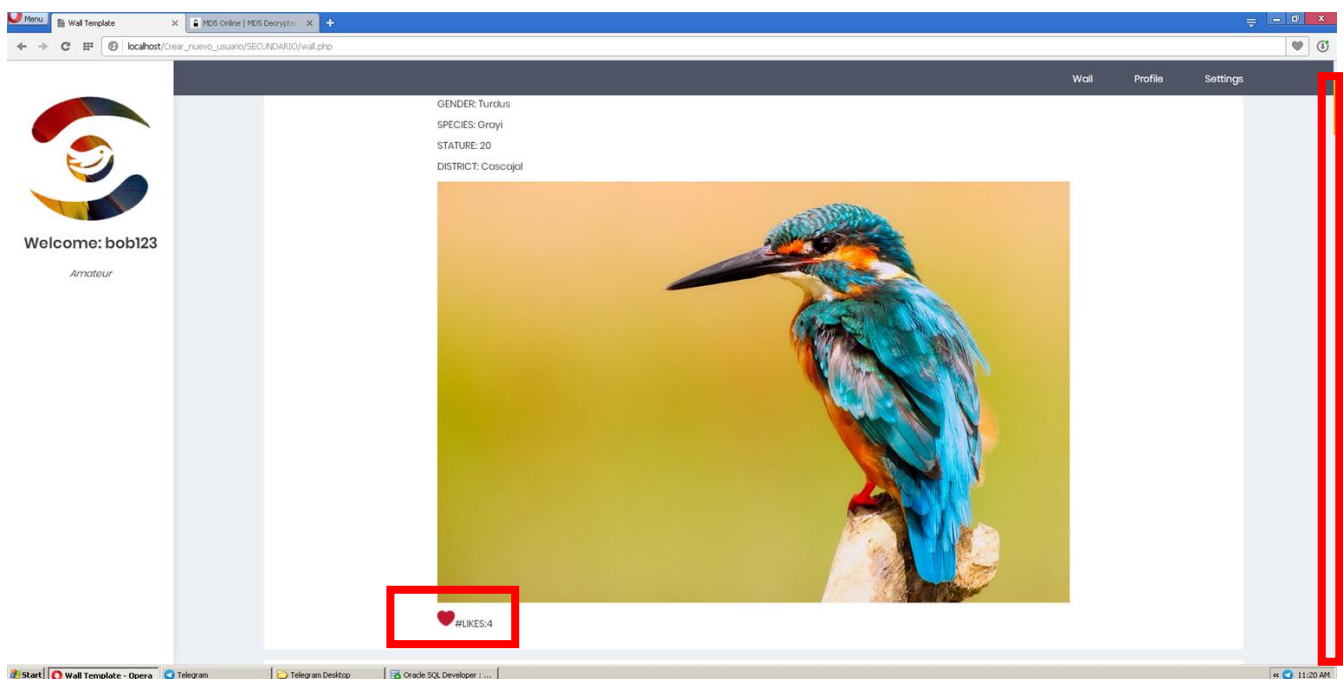 Menu
Wall Template
MD5 Online | MD5 Decrypter
localhost/Crear_nuevo_usuario/SECUNDARIO/wall.php
Wall Profile Settings
GENDER: Turdus
SPECIES: Grayi
STATURE: 20
DISTRICT: Cascajal
Welcome: bob123
Amateur
#LIKES:4
Start Wall Template - Opera Telegram Telegram Desktop Oracle SQL Developer : ... 11:20 AM